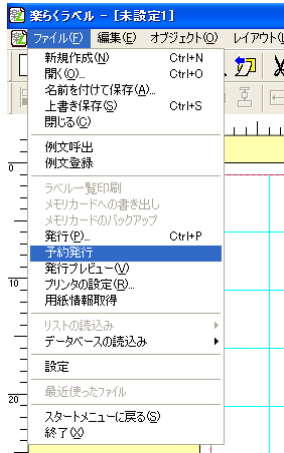 楽らくラベル - [未設定1]
ファイル(F) 編集(E) オブジェクト(O) レイアウト(
新規作成(N) Ctrl+N
開く(O)... Ctrl+O
名前を付けて保存(A)...
上書き保存(S) Ctrl+S
閉じる(C)
例文呼出
例文登録
ラベル一覧印刷
メモリカードへの書き出し
メモリカードのバックアップ
発行(P)... Ctrl+P
予約発行
発行プレビュー(V)
プリンタの設定(R)...
用紙情報取得
リストの読込み
データベースの読込み
設定
最近使ったファイル
スタートメニューに戻る(G)
終了(X)
0
10
20